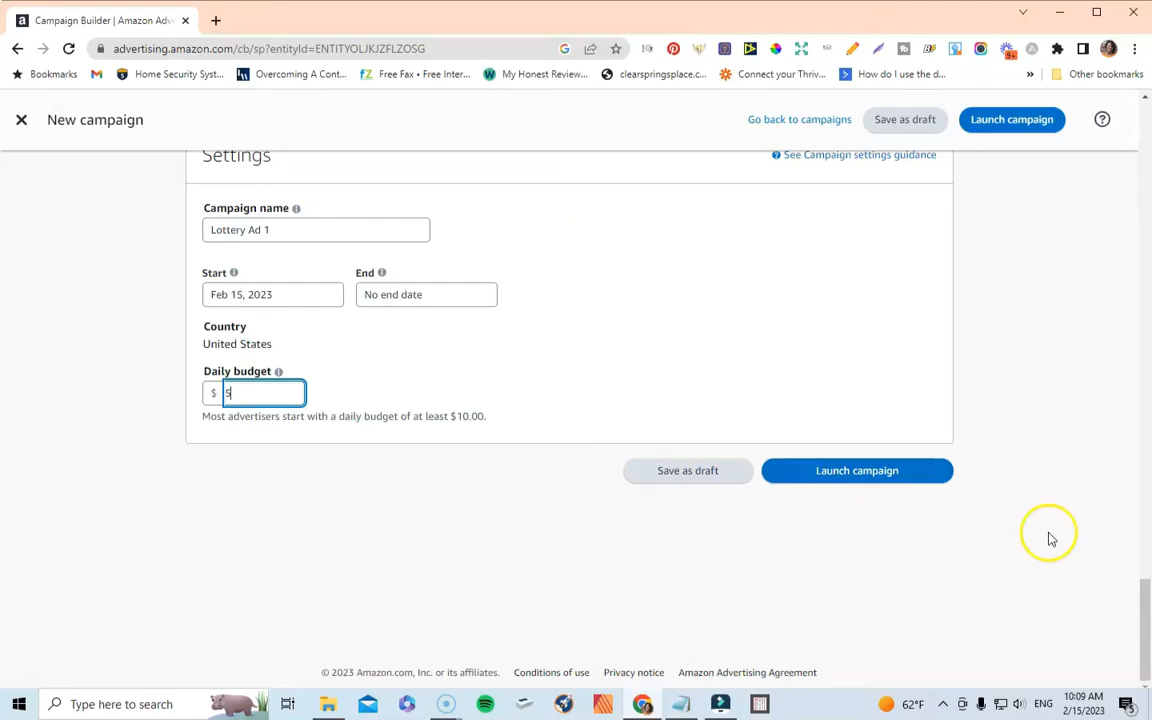 Campaign Builder | Amazon Adv
advertising.amazon.com/cb/sp?entityId=ENTITYOLJKJZFLZOSG
Bookmarks
Home Security Syst...
Overcoming A Cont...
Free Fax • Free Inter...
My Honest Review...
clearspringsplace.c...
Connect your Thriv...
How do I use the d...
»
Other bookmarks
New campaign
Go back to campaigns
Save as draft
Launch campaign
Settings
See Campaign settings guidance
Campaign name
Lottery Ad 1
Start
End
Feb 15, 2023
No end date
Country
United States
Daily budget
$ 5
Most advertisers start with a daily budget of at least $10.00.
Save as draft
Launch campaign
© 2023 Amazon.com, Inc. or its affiliates.
Conditions of use
Privacy notice
Amazon Advertising Agreement
Type here to search
62°F
ENG
10:09 AM
2/15/2023
5